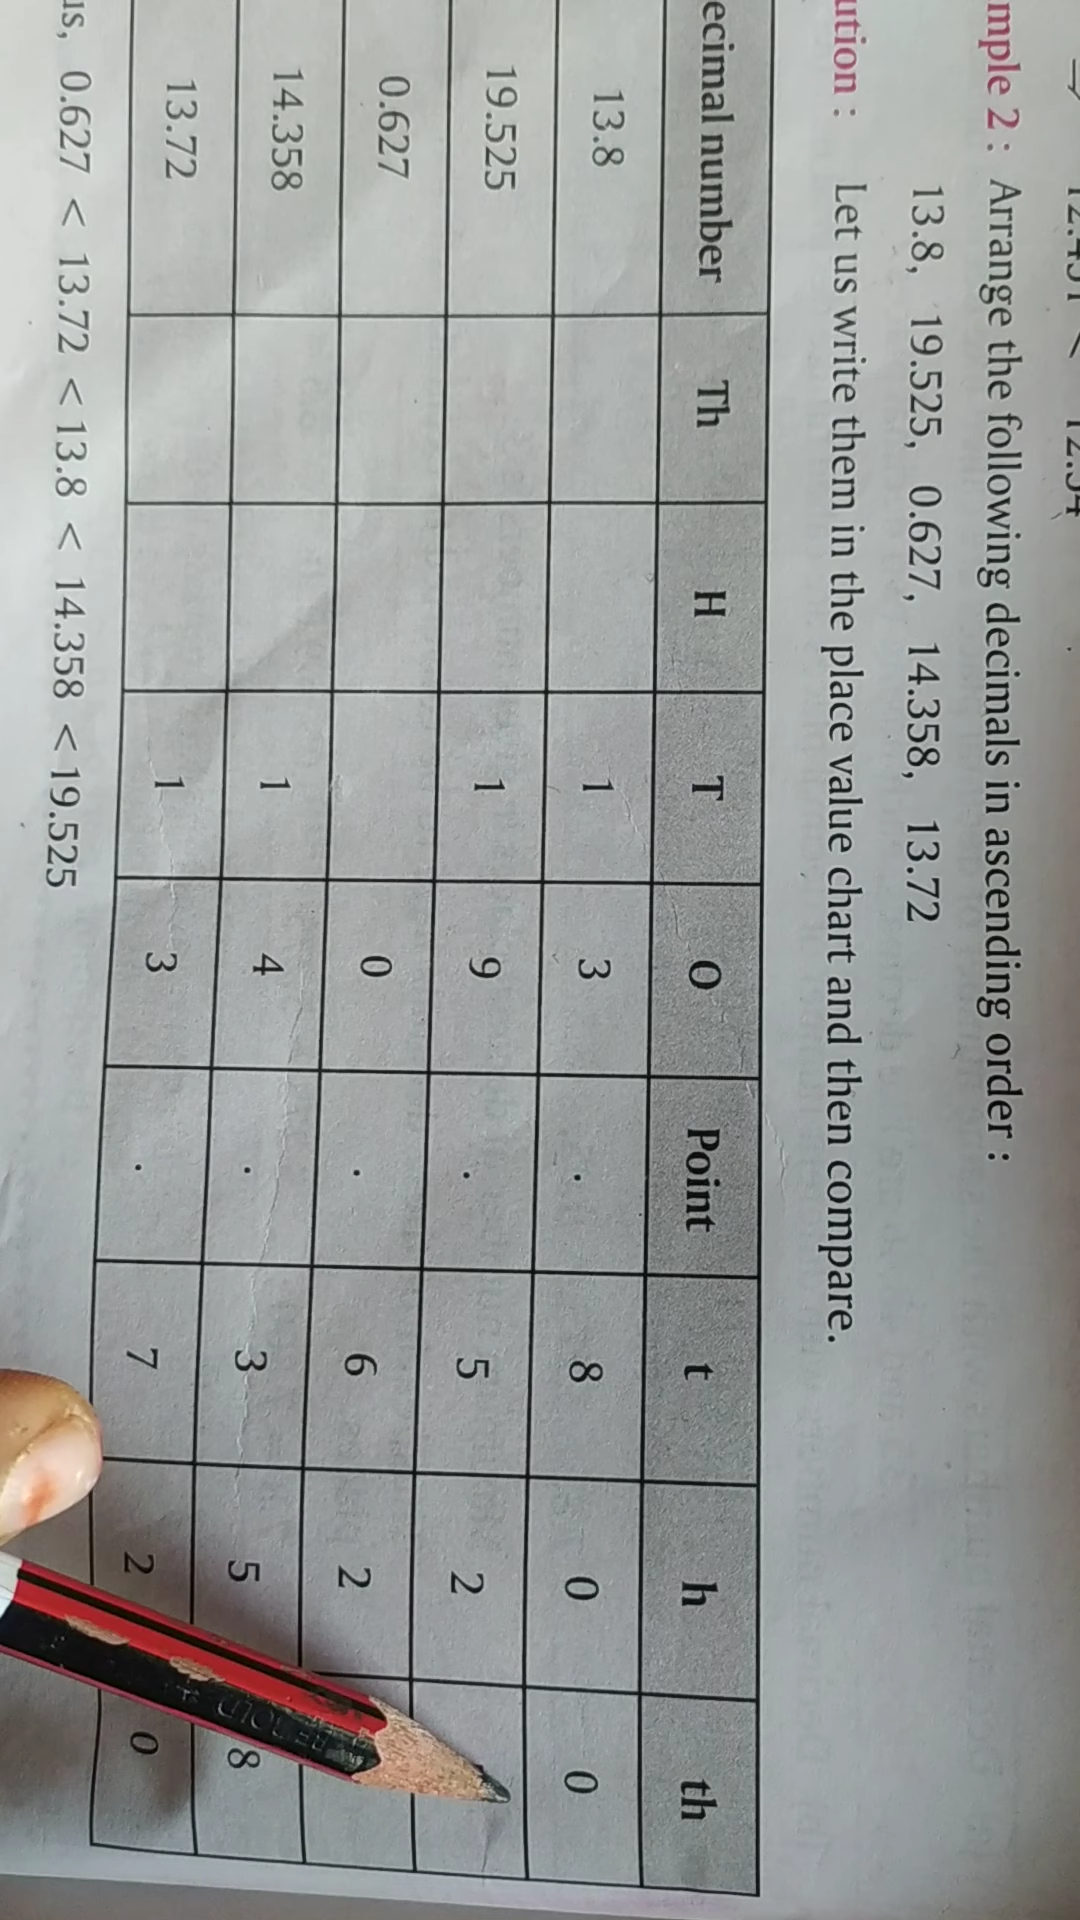 12.431 < 12.34
mple 2 : Arrange the following decimals in ascending order :
13.8, 19.525, 0.627, 14.358, 13.72
ution : Let us write them in the place value chart and then compare.
ecimal number Th H T O Point t h th
13.8 1 3 . 8 0 0
19.525 1 9 . 5 2
0.627 0 . 6 2
14.358 1 4 . 3 5 8
13.72 1 3 . 7 2 0
us, 0.627 < 13.72 < 13.8 < 14.358 < 19.525